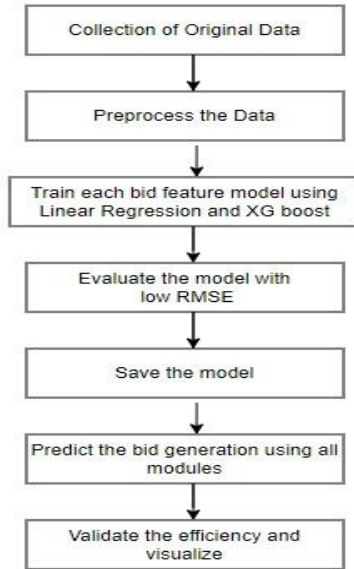 Collection of Original Data
Preprocess the Data
Train each bid feature model using
Linear Regression and XG boost
Evaluate the model with
low RMSE
Save the model
Predict the bid generation using all
modules
Validate the efficiency and
visualize